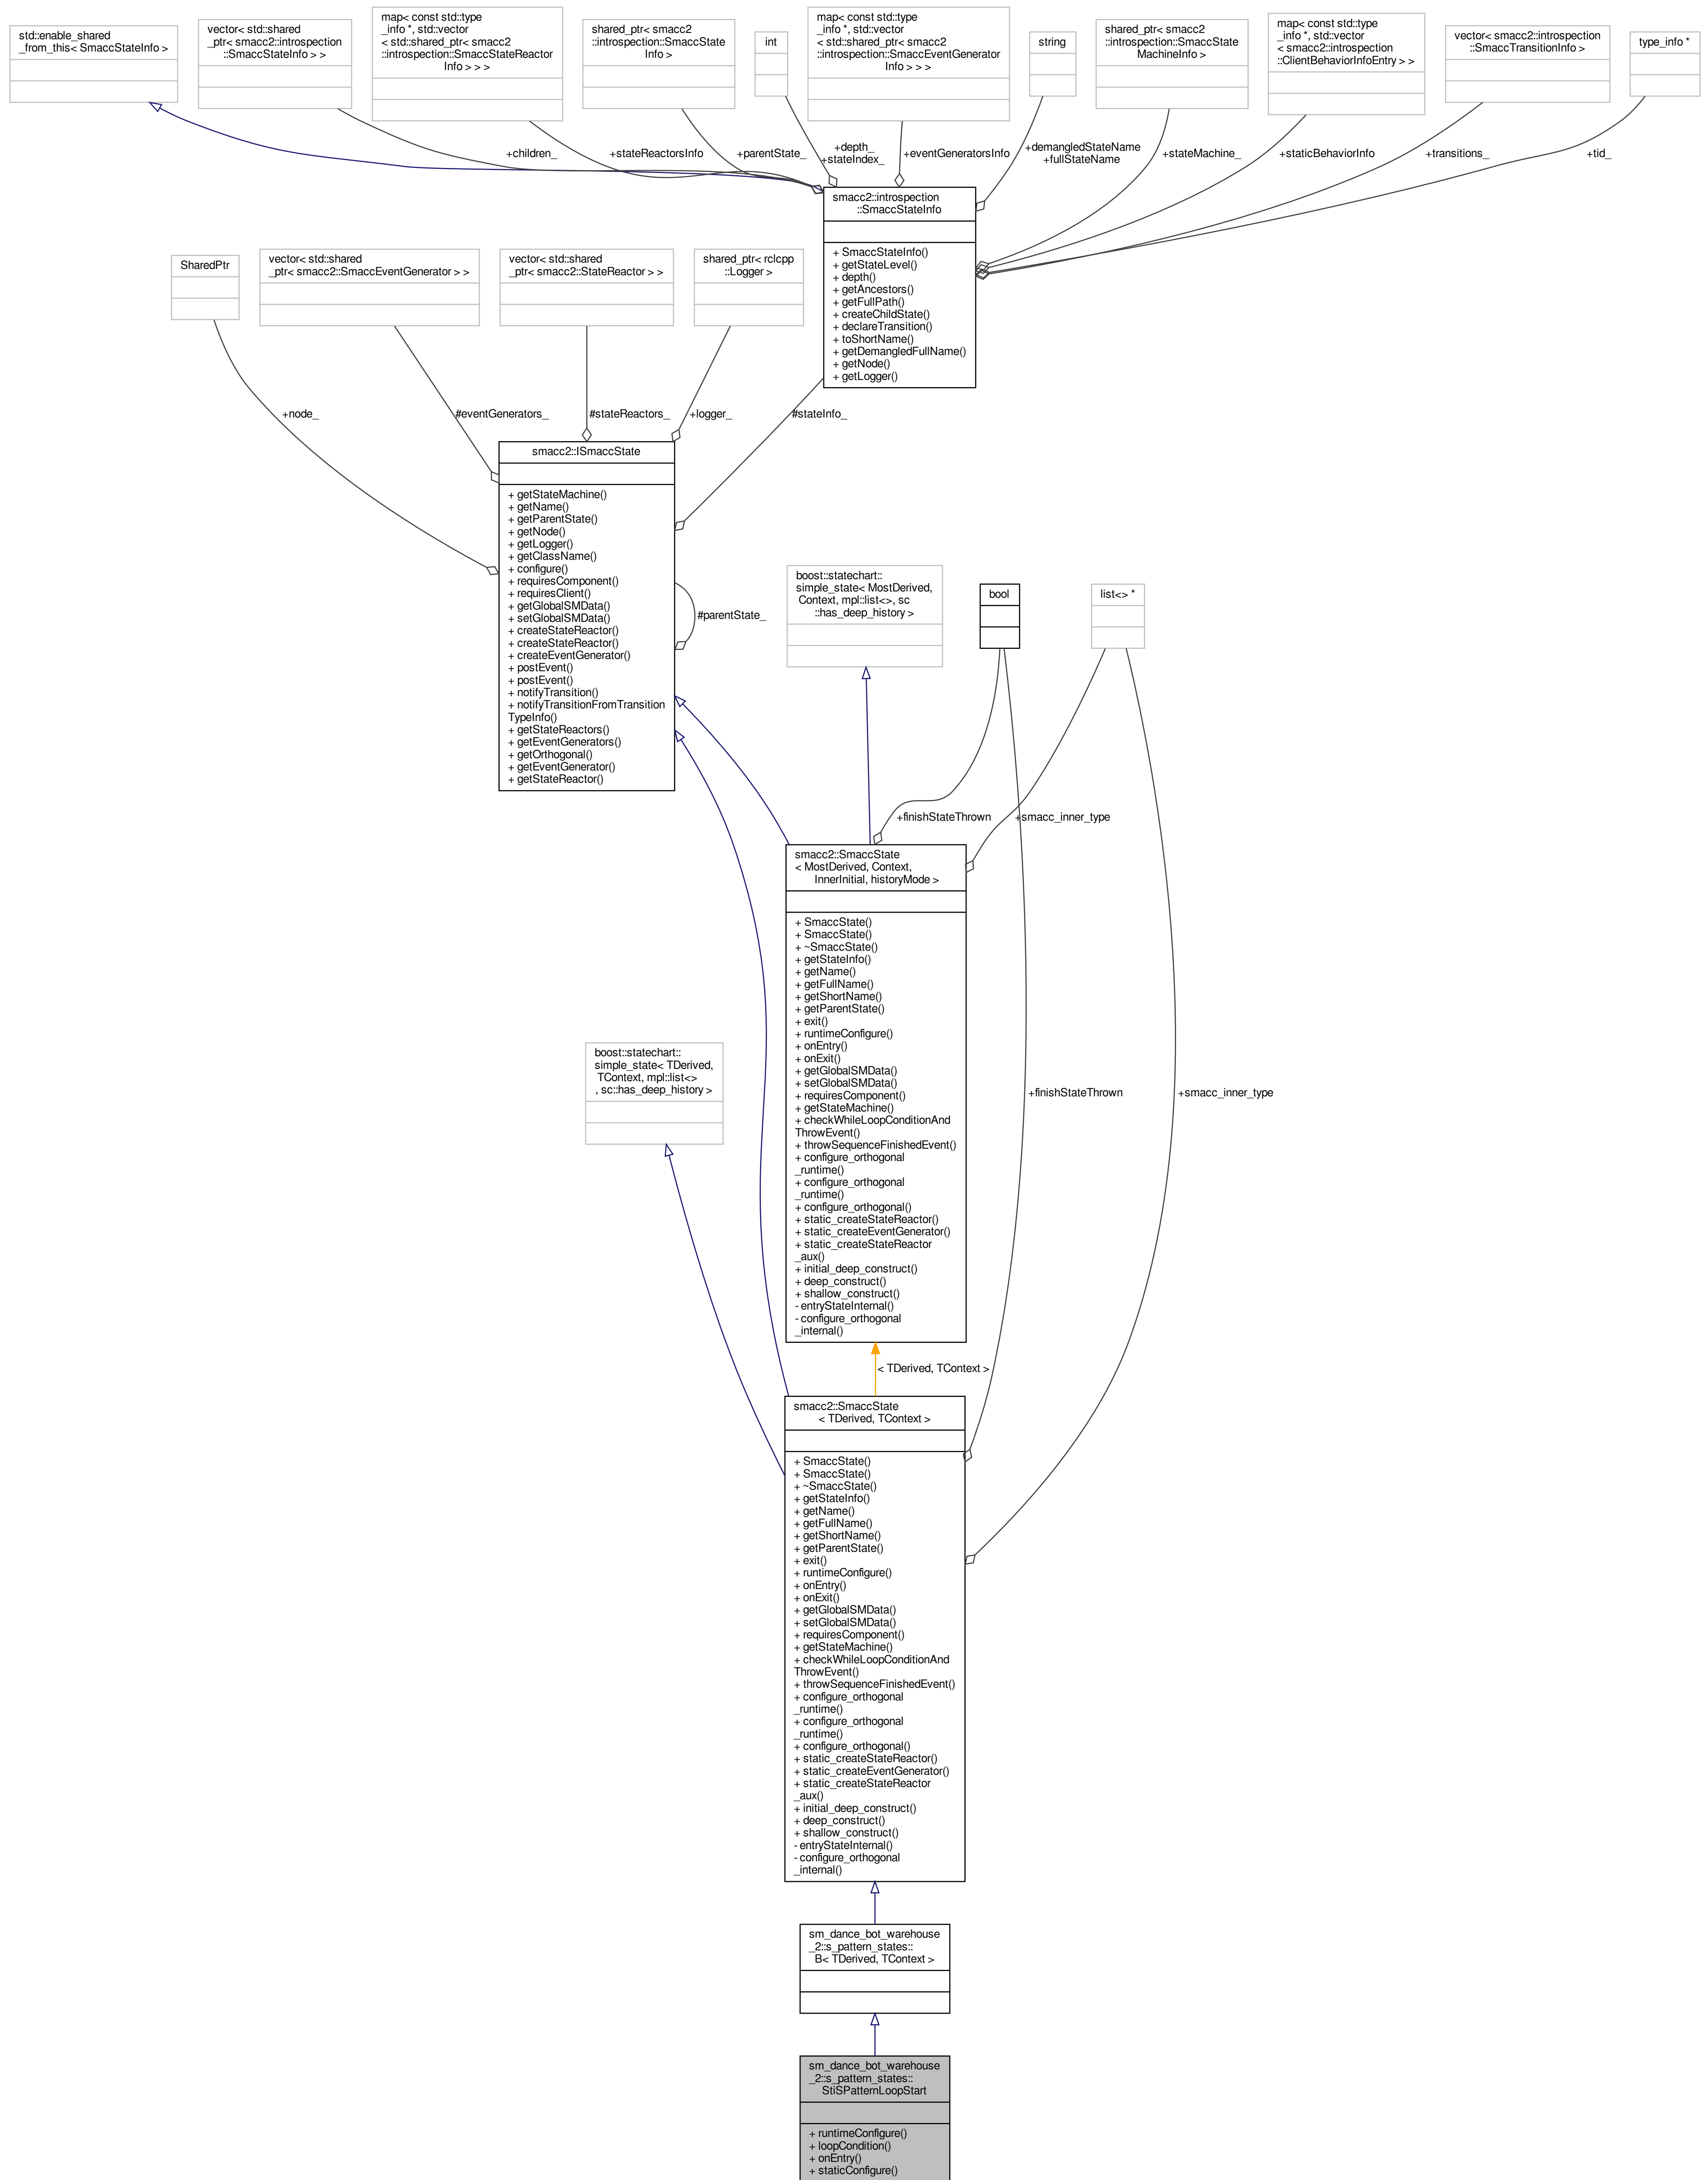 std::enable_shared
_from_this< SmaccStateInfo >
vector< std::shared
_ptr< smacc2::introspection
::SmaccStateInfo > >
map< const std::type
_info *, std::vector
< std::shared_ptr< smacc2
::introspection::SmaccStateReactor
Info > > >
shared_ptr< smacc2
::introspection::SmaccState
Info >
int
map< const std::type
_info *, std::vector
< std::shared_ptr< smacc2
::introspection::SmaccEventGenerator
Info > > >
string
shared_ptr< smacc2
::introspection::SmaccState
MachineInfo >
map< const std::type
_info *, std::vector
< smacc2::introspection
::ClientBehaviorInfoEntry > >
vector< smacc2::introspection
::SmaccTransitionInfo >
type_info *
+children_
+stateReactorsInfo
+parentState_
+depth_
+stateIndex_
+eventGeneratorsInfo
+demangledStateName
+fullStateName
+stateMachine_
+staticBehaviorInfo
+transitions_
+tid_
smacc2::introspection
::SmaccStateInfo
+ SmaccStateInfo()
+ getStateLevel()
+ depth()
+ getAncestors()
+ getFullPath()
+ createChildState()
+ declareTransition()
+ toShortName()
+ getDemangledFullName()
+ getNode()
+ getLogger()
SharedPtr
vector< std::shared
_ptr< smacc2::SmaccEventGenerator > >
vector< std::shared
_ptr< smacc2::StateReactor > >
shared_ptr< rclcpp
::Logger >
+node_
#eventGenerators_
#stateReactors_
+logger_
#stateInfo_
smacc2::ISmaccState
+ getStateMachine()
+ getName()
+ getParentState()
+ getNode()
+ getLogger()
+ getClassName()
+ configure()
+ requiresComponent()
+ requiresClient()
+ getGlobalSMData()
+ setGlobalSMData()
+ createStateReactor()
+ createStateReactor()
+ createEventGenerator()
+ postEvent()
+ postEvent()
+ notifyTransition()
+ notifyTransitionFromTransition
TypeInfo()
+ getStateReactors()
+ getEventGenerators()
+ getOrthogonal()
+ getEventGenerator()
+ getStateReactor()
#parentState_
boost::statechart::
simple_state< MostDerived,
Context, mpl::list<>, sc
::has_deep_history >
bool
list<> *
+finishStateThrown
+smacc_inner_type
smacc2::SmaccState
< MostDerived, Context,
InnerInitial, historyMode >
+ SmaccState()
+ SmaccState()
+ ~SmaccState()
+ getStateInfo()
+ getName()
+ getFullName()
+ getShortName()
+ getParentState()
+ exit()
+ runtimeConfigure()
+ onEntry()
+ onExit()
+ getGlobalSMData()
+ setGlobalSMData()
+ requiresComponent()
+ getStateMachine()
+ checkWhileLoopConditionAnd
ThrowEvent()
+ throwSequenceFinishedEvent()
+ configure_orthogonal
_runtime()
+ configure_orthogonal
_runtime()
+ configure_orthogonal()
+ static_createStateReactor()
+ static_createEventGenerator()
+ static_createStateReactor
_aux()
+ initial_deep_construct()
+ deep_construct()
+ shallow_construct()
- entryStateInternal()
- configure_orthogonal
_internal()
boost::statechart::
simple_state< TDerived,
TContext, mpl::list<>
, sc::has_deep_history >
+finishStateThrown
+smacc_inner_type
< TDerived, TContext >
smacc2::SmaccState
< TDerived, TContext >
+ SmaccState()
+ SmaccState()
+ ~SmaccState()
+ getStateInfo()
+ getName()
+ getFullName()
+ getShortName()
+ getParentState()
+ exit()
+ runtimeConfigure()
+ onEntry()
+ onExit()
+ getGlobalSMData()
+ setGlobalSMData()
+ requiresComponent()
+ getStateMachine()
+ checkWhileLoopConditionAnd
ThrowEvent()
+ throwSequenceFinishedEvent()
+ configure_orthogonal
_runtime()
+ configure_orthogonal
_runtime()
+ configure_orthogonal()
+ static_createStateReactor()
+ static_createEventGenerator()
+ static_createStateReactor
_aux()
+ initial_deep_construct()
+ deep_construct()
+ shallow_construct()
- entryStateInternal()
- configure_orthogonal
_internal()
sm_dance_bot_warehouse
_2::s_pattern_states::
B< TDerived, TContext >
sm_dance_bot_warehouse
_2::s_pattern_states::
StiSPatternLoopStart
+ runtimeConfigure()
+ loopCondition()
+ onEntry()
+ staticConfigure()